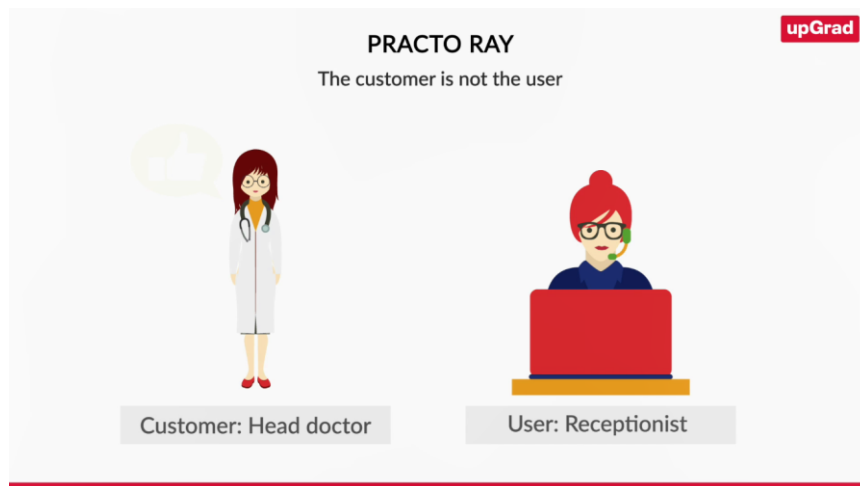 upGrad
PRACTO RAY
The customer is not the user
Customer: Head doctor
User: Receptionist